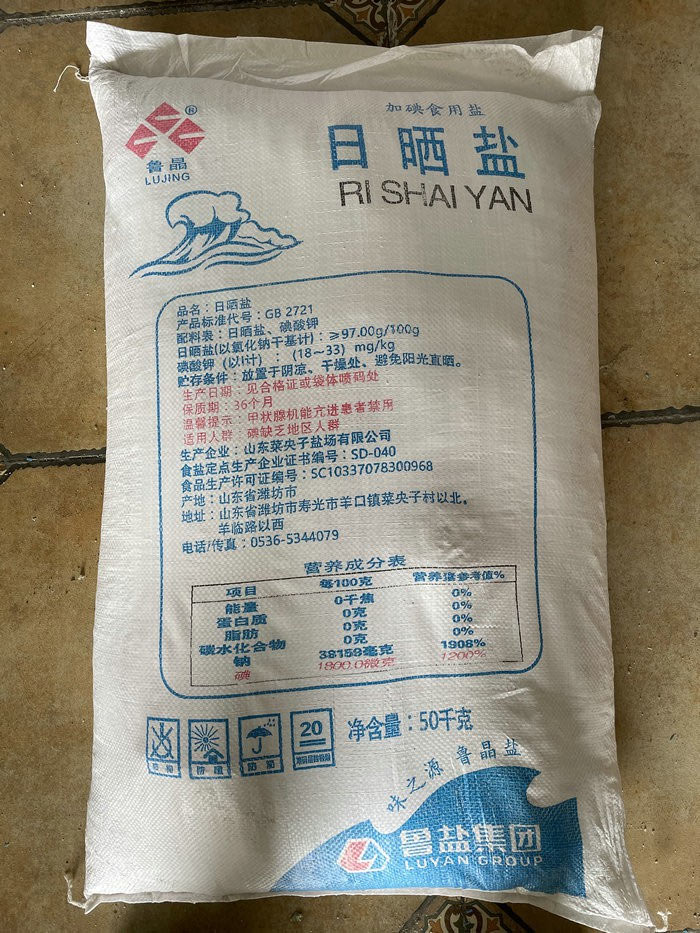 加碘食用盐
日晒盐
RI SHAI YAN
®
鲁晶
LUJING
品名：日晒盐
产品标准代号：GB 2721
配料表：日晒盐、碘酸钾
日晒盐(以氯化钠干基计)：≥97.00g/100g
碘酸钾（以I计）：(18～33) mg/kg
贮存条件：放置于阴凉、干燥处、避免阳光直晒。
生产日期：见合格证或袋体喷码处
保质期：36个月
温馨提示：甲状腺机能亢进患者禁用
适用人群：碘缺乏地区人群
生产企业：山东菜央子盐场有限公司
食盐定点生产企业证书编号：SD-040
食品生产许可证编号：SC10337078300968
产地：山东省潍坊市
地址：山东省潍坊市寿光市羊口镇菜央子村以北，
羊临路以西
电话/传真：0536-5344079
营养成分表
项目 每100克 营养素参考值%
能量 0千焦 0%
蛋白质 0克 0%
脂肪 0克 0%
碳水化合物 0克 0%
钠 38159毫克 1908%
碘 1800.0微克 1200%
20
净含量：50千克
味之源 鲁晶盐
鲁盐集团
LUYAN GROUP